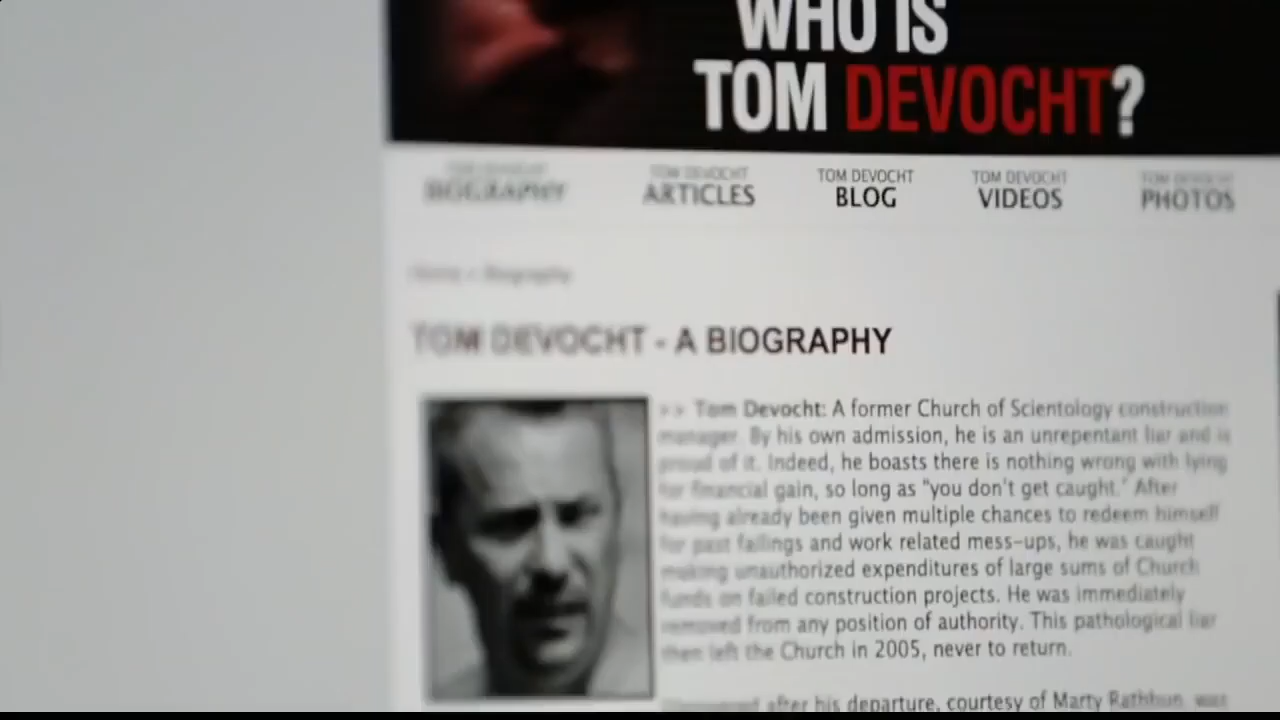 WHO IS
TOM DEVOCHT?
TOM DEVOCHT
BIOGRAPHY
TOM DEVOCHT
ARTICLES
TOM DEVOCHT
BLOG
TOM DEVOCHT
VIDEOS
TOM DEVOCHT
PHOTOS
Home » Biography
TOM DEVOCHT - A BIOGRAPHY
>> Tom Devocht: A former Church of Scientology construction
manager. By his own admission, he is an unrepentant liar and is
proud of it. Indeed, he boasts there is nothing wrong with lying
for financial gain, so long as "you don't get caught." After
having already been given multiple chances to redeem himself
for past failings and work related mess-ups, he was caught
making unauthorized expenditures of large sums of Church
funds on failed construction projects. He was immediately
removed from any position of authority. This pathological liar
then left the Church in 2005, never to return.
after his departure, courtesy of Marty Rathbun, was